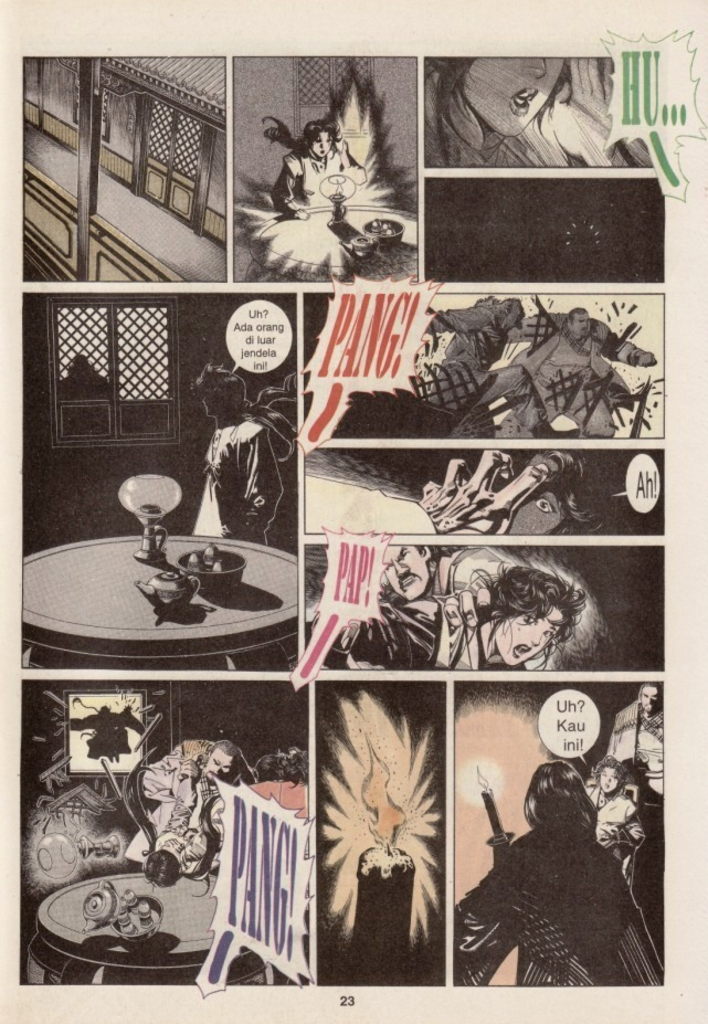 HU...!
Uh?
Ada orang
di luar
jendela
ini!
PANG!!
Ah!
PAP!!
PANG!!
Uh?
Kau
ini!
23